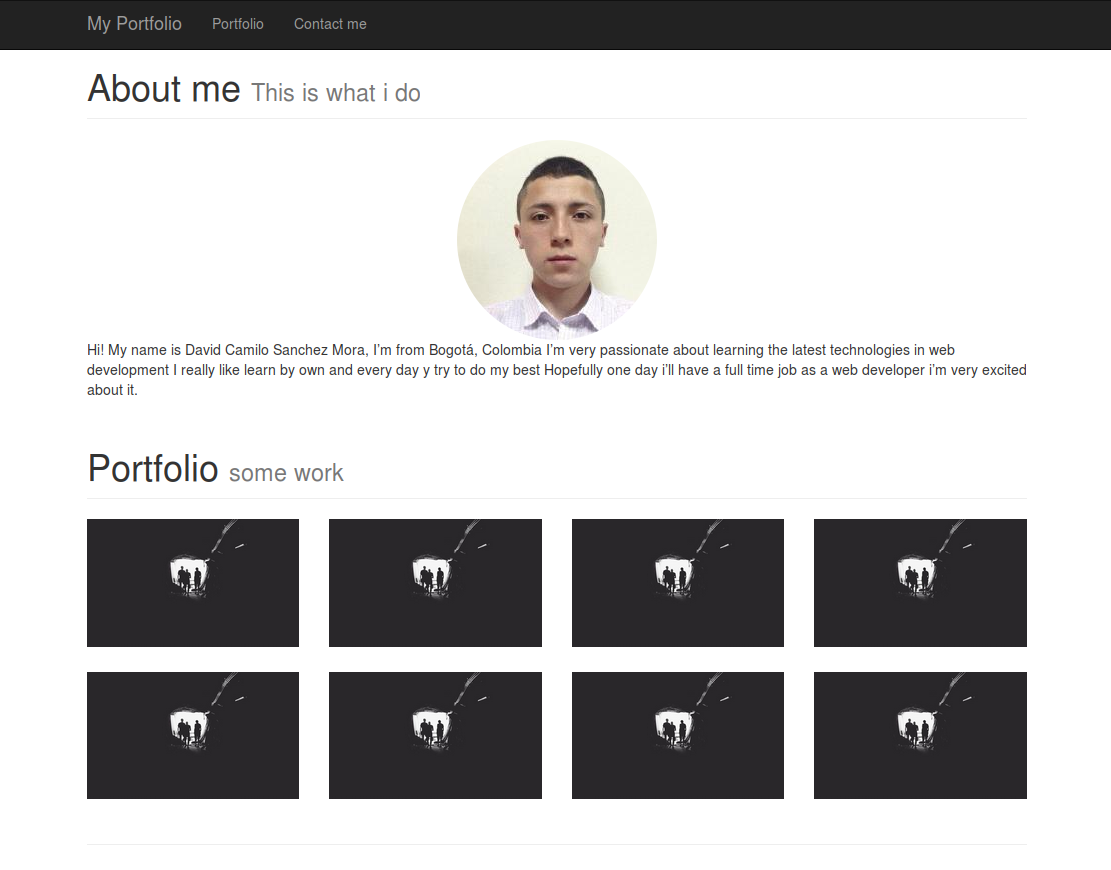 My Portfolio Portfolio Contact me
About me This is what i do
Hi! My name is David Camilo Sanchez Mora, I'm from Bogotá, Colombia I'm very passionate about learning the latest technologies in web
development I really like learn by own and every day y try to do my best Hopefully one day i'll have a full time job as a web developer i'm very excited
about it.
Portfolio some work